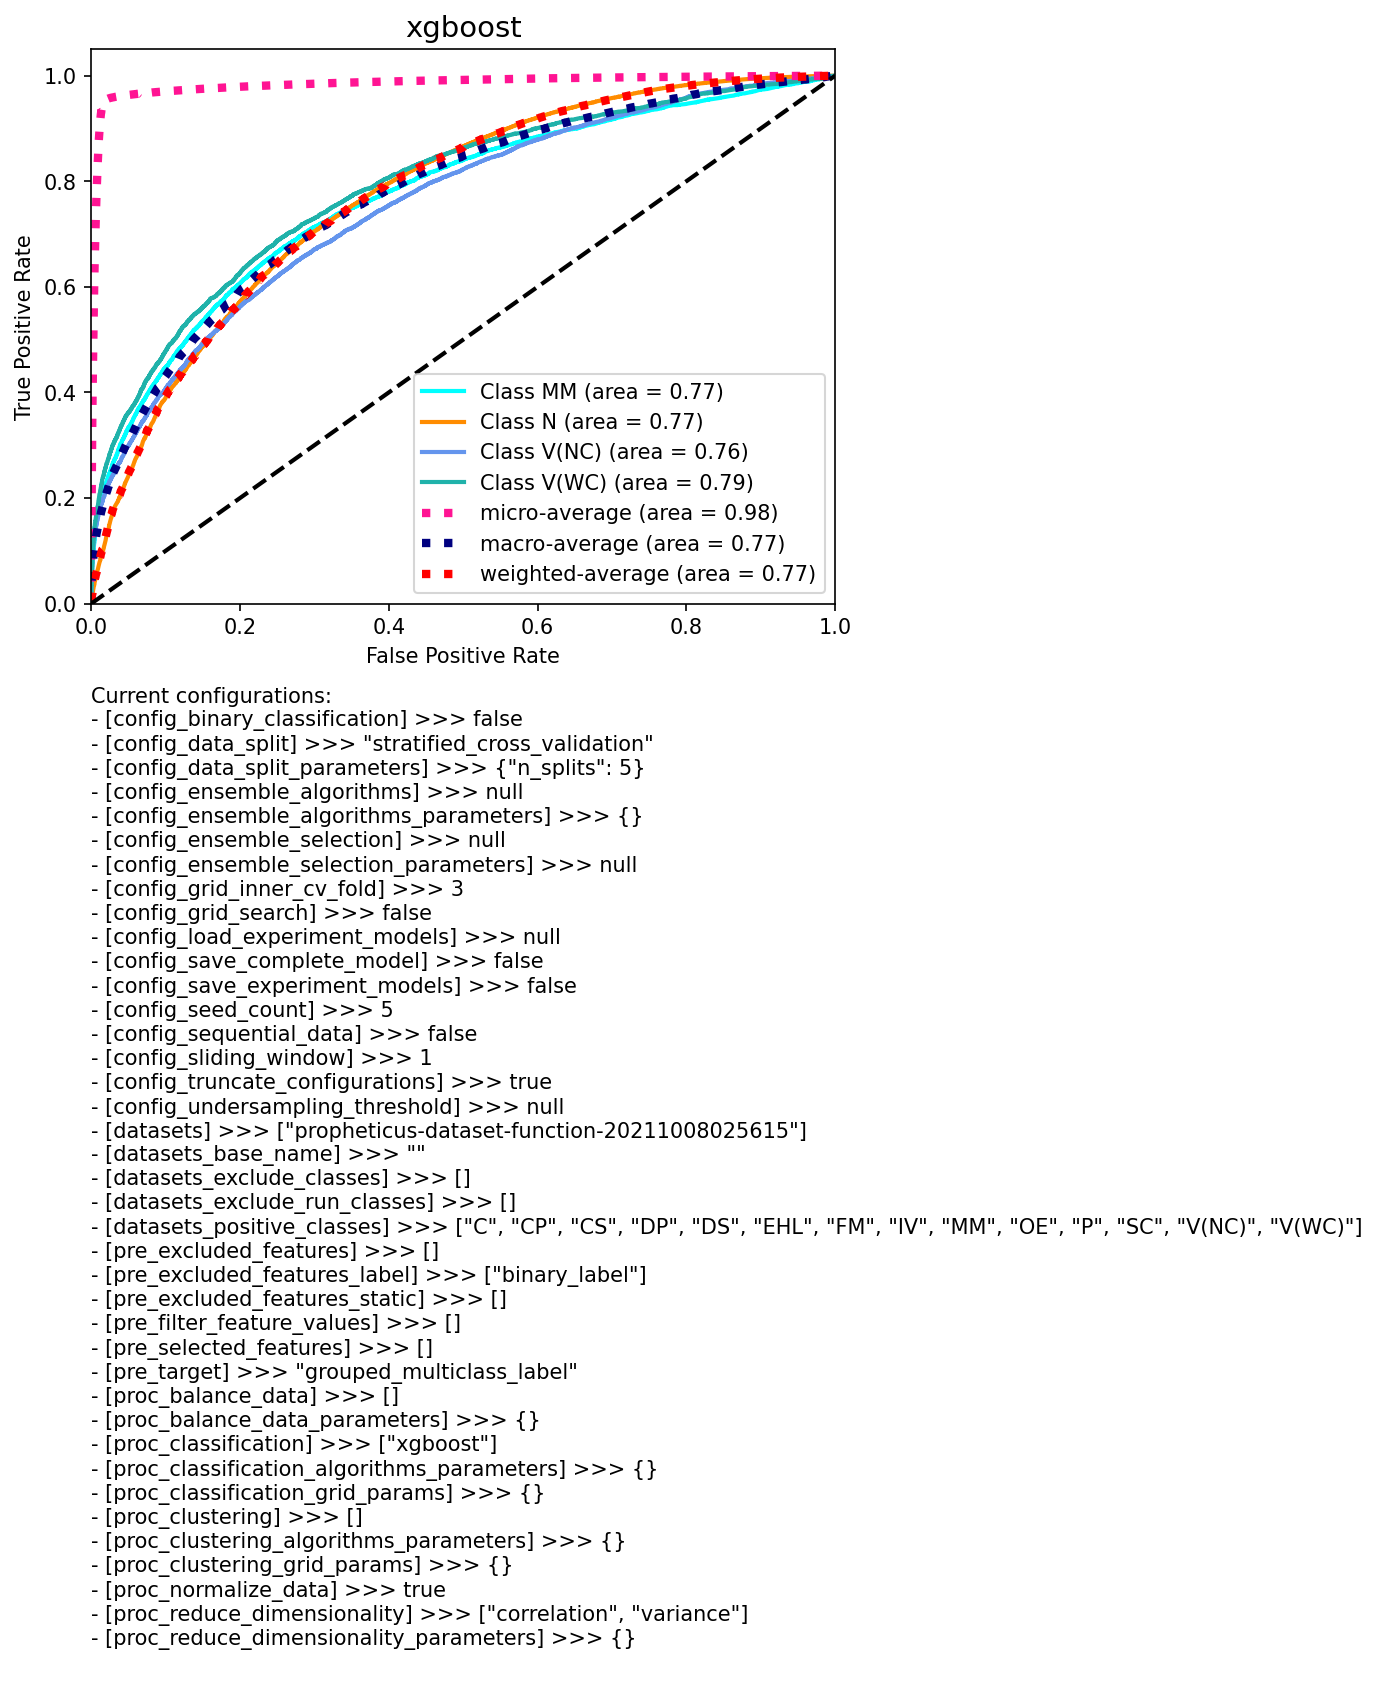 xgboost
True Positive Rate
1.0
0.8
0.6
0.4
0.2
0.0
Class MM (area = 0.77)
Class N (area = 0.77)
Class V(NC) (area = 0.76)
Class V(WC) (area = 0.79)
micro-average (area = 0.98)
macro-average (area = 0.77)
weighted-average (area = 0.77)
0.0 0.2 0.4 0.6 0.8 1.0
False Positive Rate
Current configurations:
- [config_binary_classification] >>> false
- [config_data_split] >>> "stratified_cross_validation"
- [config_data_split_parameters] >>> {"n_splits": 5}
- [config_ensemble_algorithms] >>> null
- [config_ensemble_algorithms_parameters] >>> {}
- [config_ensemble_selection] >>> null
- [config_ensemble_selection_parameters] >>> null
- [config_grid_inner_cv_fold] >>> 3
- [config_grid_search] >>> false
- [config_load_experiment_models] >>> null
- [config_save_complete_model] >>> false
- [config_save_experiment_models] >>> false
- [config_seed_count] >>> 5
- [config_sequential_data] >>> false
- [config_sliding_window] >>> 1
- [config_truncate_configurations] >>> true
- [config_undersampling_threshold] >>> null
- [datasets] >>> ["propheticus-dataset-function-20211008025615"]
- [datasets_base_name] >>> ""
- [datasets_exclude_classes] >>> []
- [datasets_exclude_run_classes] >>> []
- [datasets_positive_classes] >>> ["C", "CP", "CS", "DP", "DS", "EHL", "FM", "IV", "MM", "OE", "P", "SC", "V(NC)", "V(WC)"]
- [pre_excluded_features] >>> []
- [pre_excluded_features_label] >>> ["binary_label"]
- [pre_excluded_features_static] >>> []
- [pre_filter_feature_values] >>> []
- [pre_selected_features] >>> []
- [pre_target] >>> "grouped_multiclass_label"
- [proc_balance_data] >>> []
- [proc_balance_data_parameters] >>> {}
- [proc_classification] >>> ["xgboost"]
- [proc_classification_algorithms_parameters] >>> {}
- [proc_classification_grid_params] >>> {}
- [proc_clustering] >>> []
- [proc_clustering_algorithms_parameters] >>> {}
- [proc_clustering_grid_params] >>> {}
- [proc_normalize_data] >>> true
- [proc_reduce_dimensionality] >>> ["correlation", "variance"]
- [proc_reduce_dimensionality_parameters] >>> {}